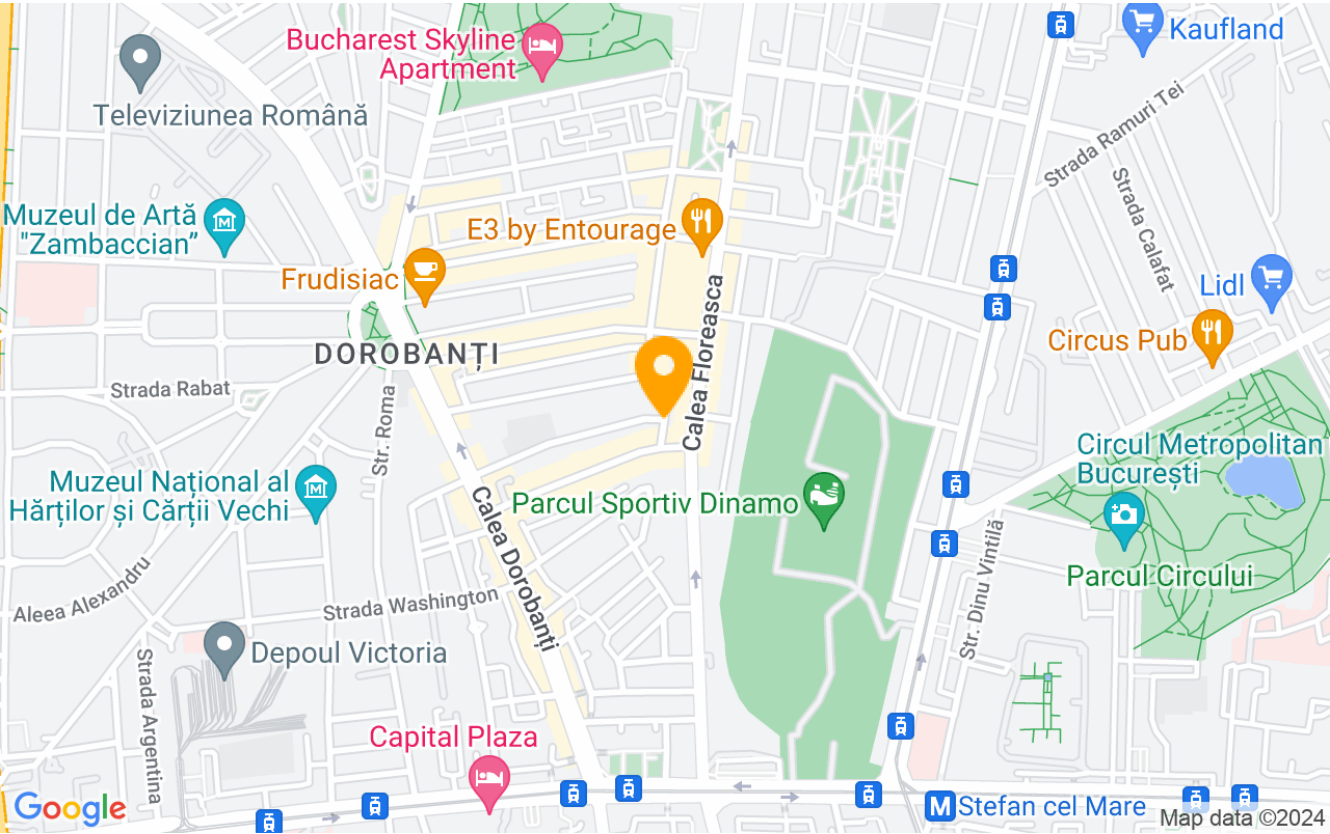 Bucharest Skyline
Apartment
Kaufland
Televiziunea Română
Strada Ramuri Tei
Strada Calafat
Muzeul de Artă
"Zambaccian”
E3 by Entourage
Frudisiac
Lidl
Circus Pub
DOROBANȚI
Calea Floreasca
Strada Rabat
Str. Roma
Circul Metropolitan
București
Muzeul Național al
Hărților și Cărții Vechi
Parcul Sportiv Dinamo
Calea Dorobanți
Str. Dinu Vintilă
Parcul Circului
Aleea Alexandru
Strada Washington
Depoul Victoria
Strada Argentina
Capital Plaza
M Stefan cel Mare
Google
Map data ©2024